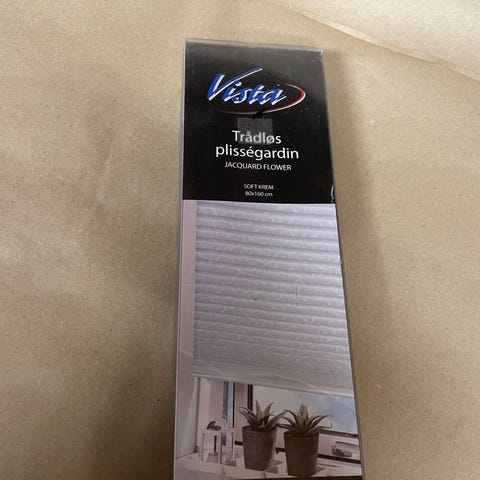 Vista
Trådløs
plisségardin
JACQUARD FLOWER
SOFT KREM
80x160 cm